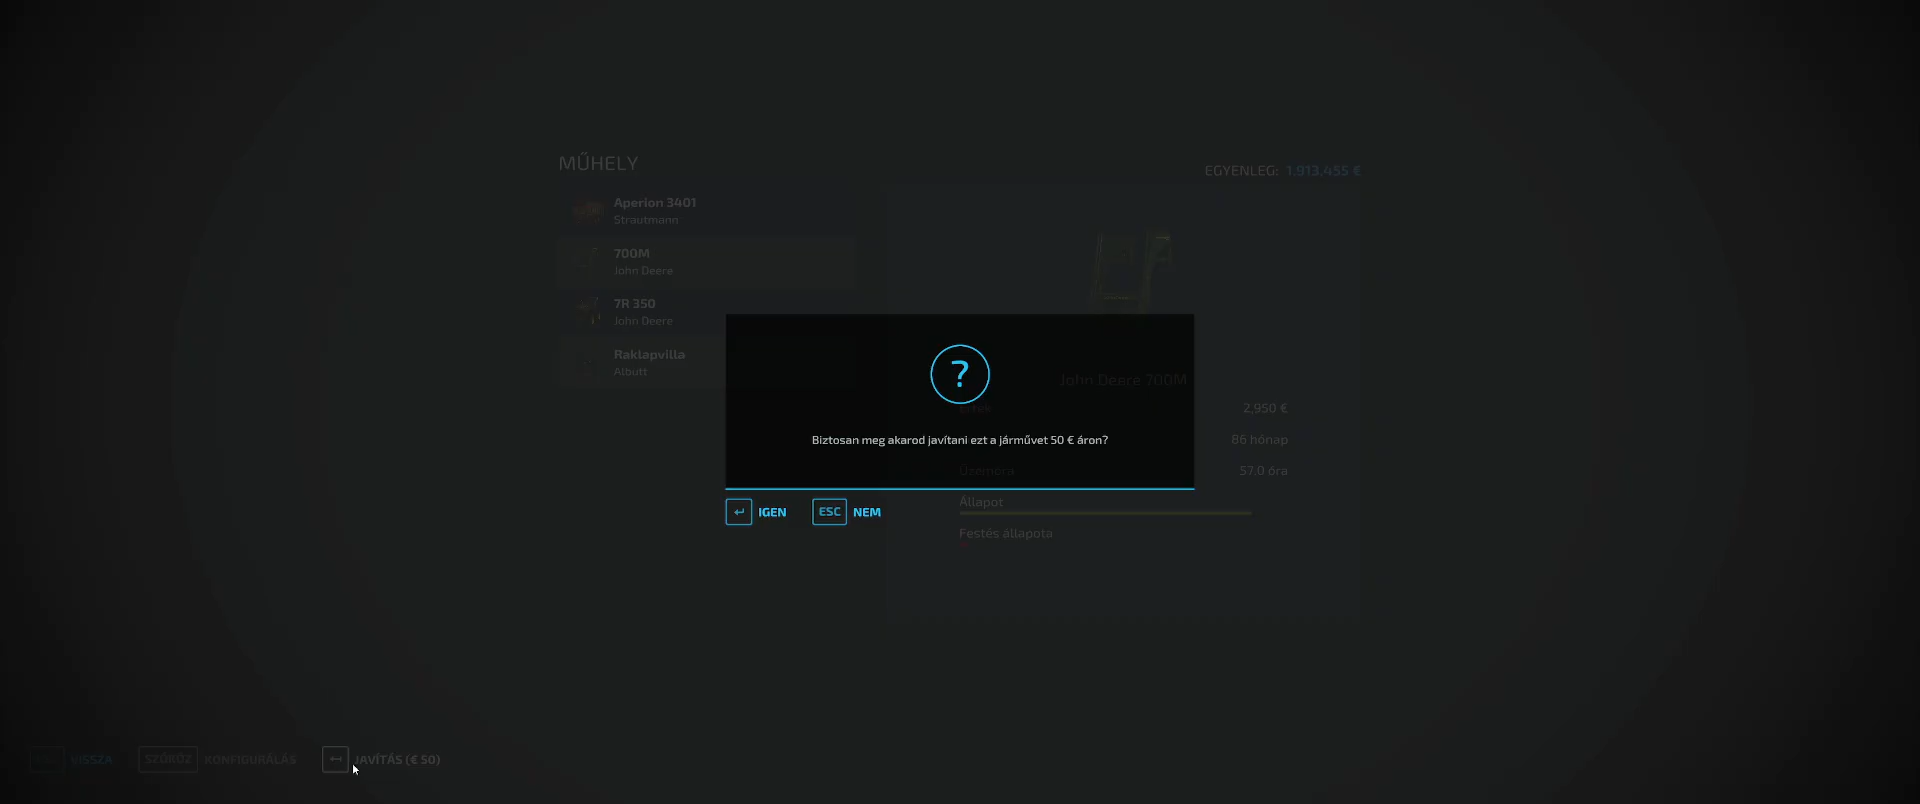 MŰHELY
EGYENLEG: 1.913.455 €
Aperion 3401
Strautmann
700M
John Deere
7R 350
John Deere
Raklapvilla
Albutt
?
John Deere 700M
Érték 2,950 €
Biztosan meg akarod javítani ezt a járművet 50 € áron?
86 hónap
Üzemóra 57,0 óra
Állapot
Festés állapota
IGEN ESC NEM
VISSZA SZÓKÖZ KONFIGURÁLÁS JAVÍTÁS (€ 50)